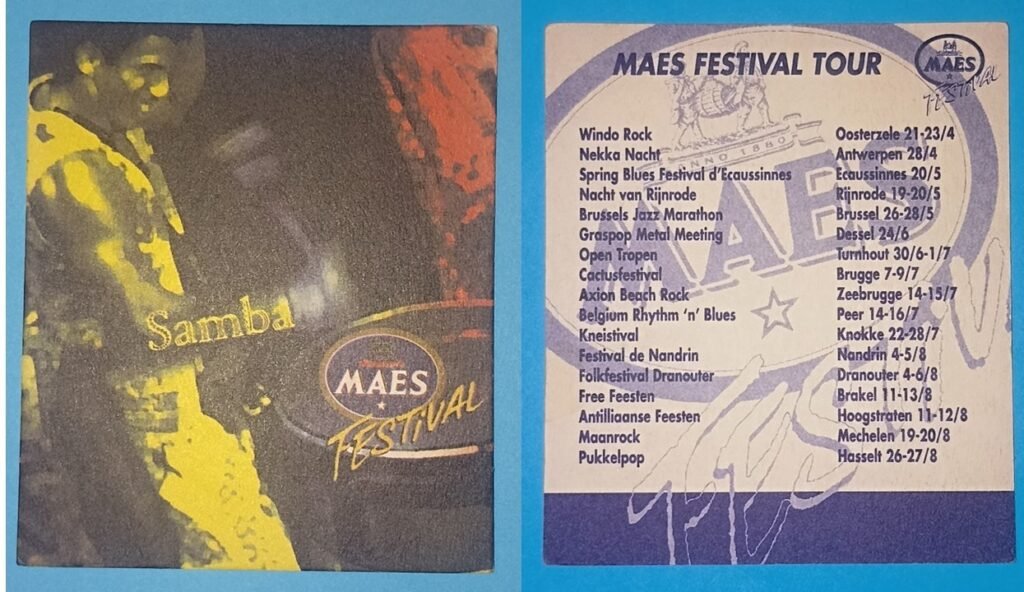 Samba
MAES
FESTIVAL
MAES FESTIVAL TOUR
MAES
FESTIVAL
Windo Rock Oosterzele 21-23/4
Nekka Nacht Antwerpen 28/4
Spring Blues Festival d'Ecaussinnes Ecaussinnes 20/5
Nacht van Rijnrode Rijnrode 19-20/5
Brussels Jazz Marathon Brussel 26-28/5
Graspop Metal Meeting Dessel 24/6
Open Tropen Turnhout 30/6-1/7
Cactusfestival Brugge 7-9/7
Axion Beach Rock Zeebrugge 14-15/7
Belgium Rhythm 'n' Blues Peer 14-16/7
Kneistival Knokke 22-28/7
Festival de Nandrin Nandrin 4-5/8
Folkfestival Dranouter Dranouter 4-6/8
Free Feesten Brakel 11-13/8
Antilliaanse Feesten Hoogstraten 11-12/8
Maanrock Mechelen 19-20/8
Pukkelpop Hasselt 26-27/8
ANNO 1880
MAES